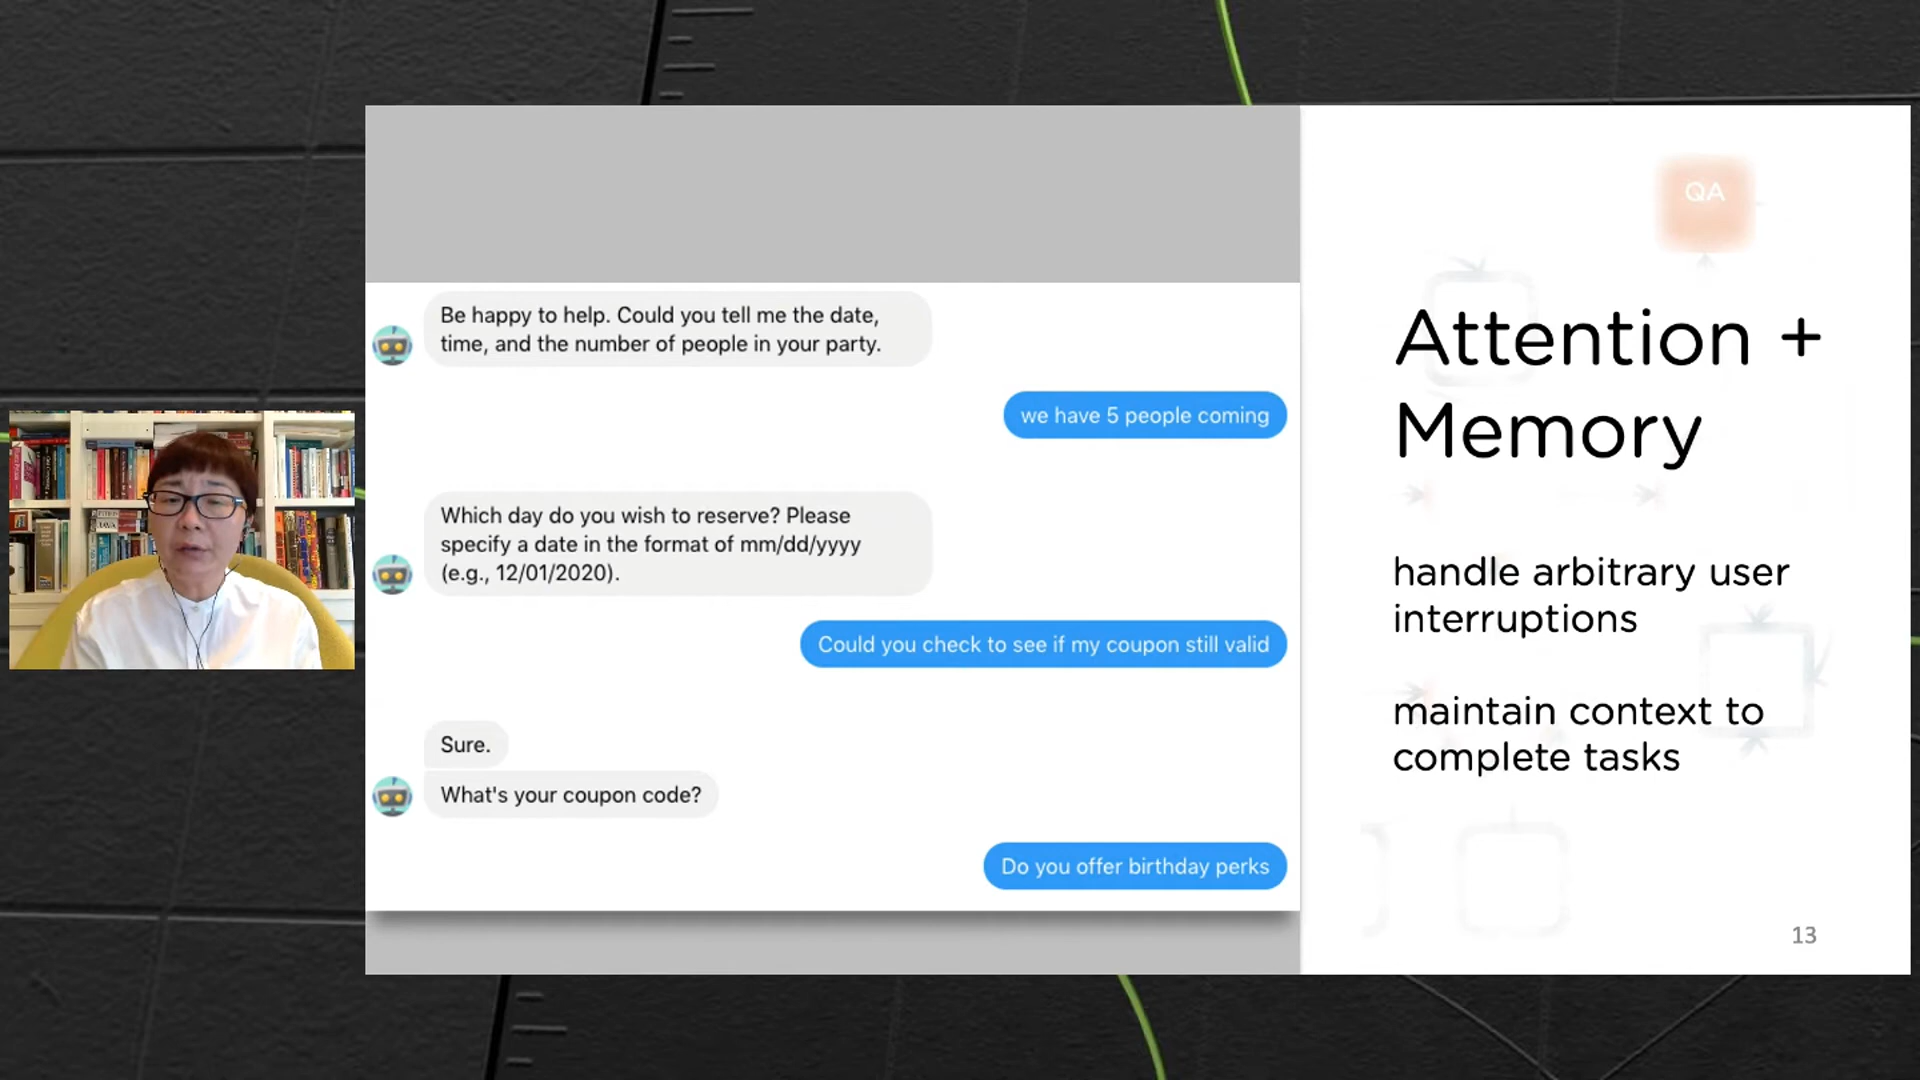 Be happy to help. Could you tell me the date,
time, and the number of people in your party.
we have 5 people coming
Which day do you wish to reserve? Please
specify a date in the format of mm/dd/yyyy
(e.g., 12/01/2020).
Could you check to see if my coupon still valid
Sure.
What's your coupon code?
Do you offer birthday perks
QA
Attention +
Memory
handle arbitrary user
interruptions
maintain context to
complete tasks
13
JAVA